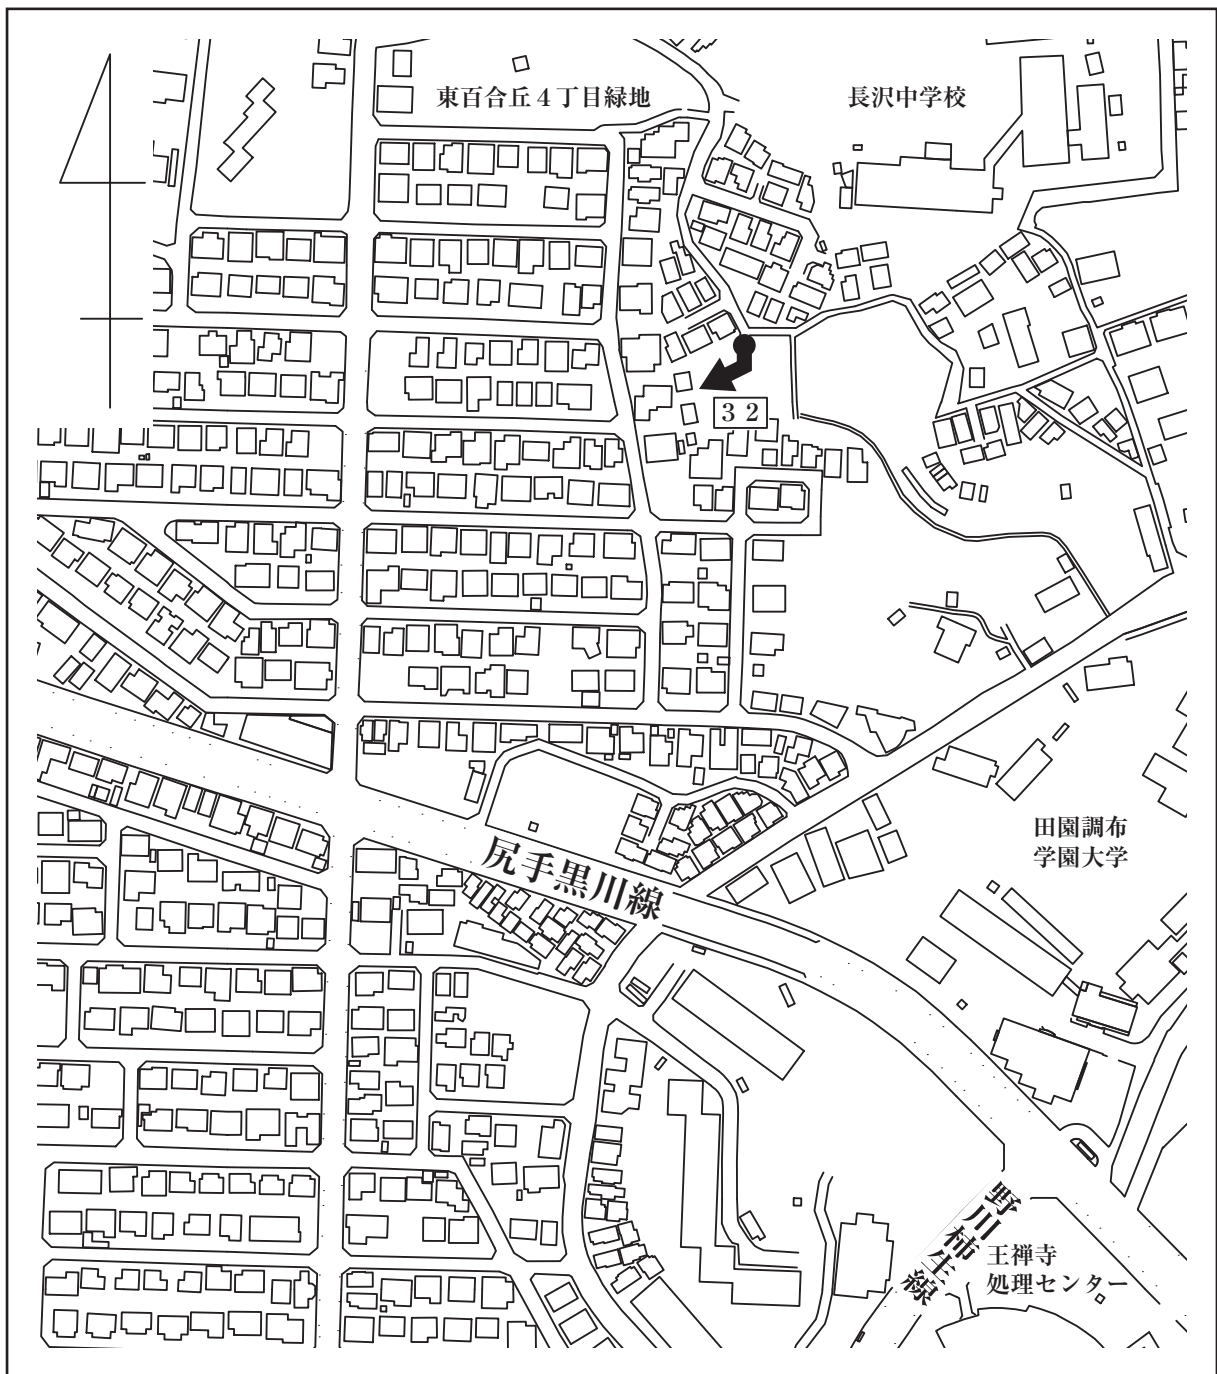 東百合丘４丁目緑地
長沢中学校
３２
田園調布
学園大学
尻手黒川線
野川柿生線
王禅寺
処理センター